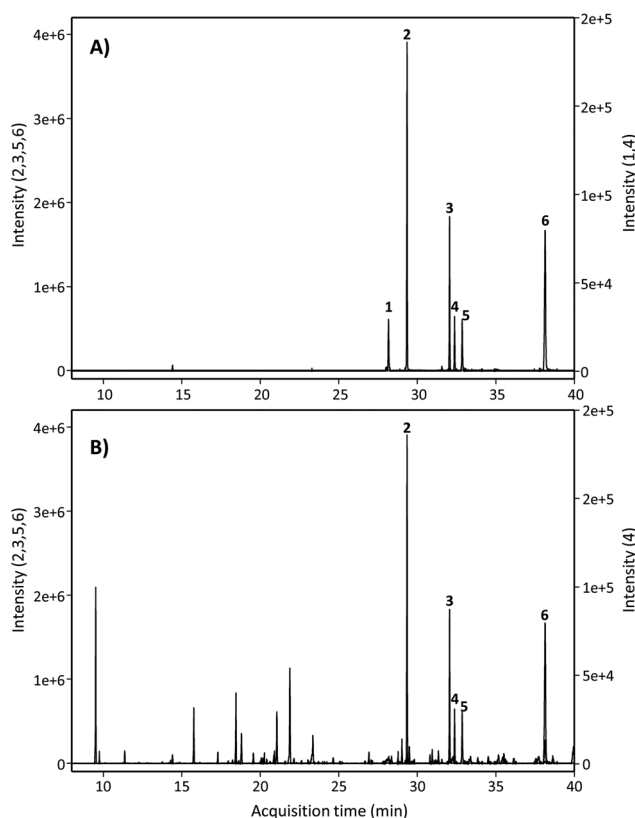 A)
Intensity (2,3,5,6)
4e+6
3e+6
2e+6
1e+6
0
2e+5
2e+5
1e+5
5e+4
0
Intensity (1,4)
1
2
3
4
5
6
10 15 20 25 30 35 40
B)
Intensity (2,3,5,6)
4e+6
3e+6
2e+6
1e+6
0
2e+5
2e+5
1e+5
5e+4
0
Intensity (4)
2
3
4
5
6
10 15 20 25 30 35 40
Acquisition time (min)